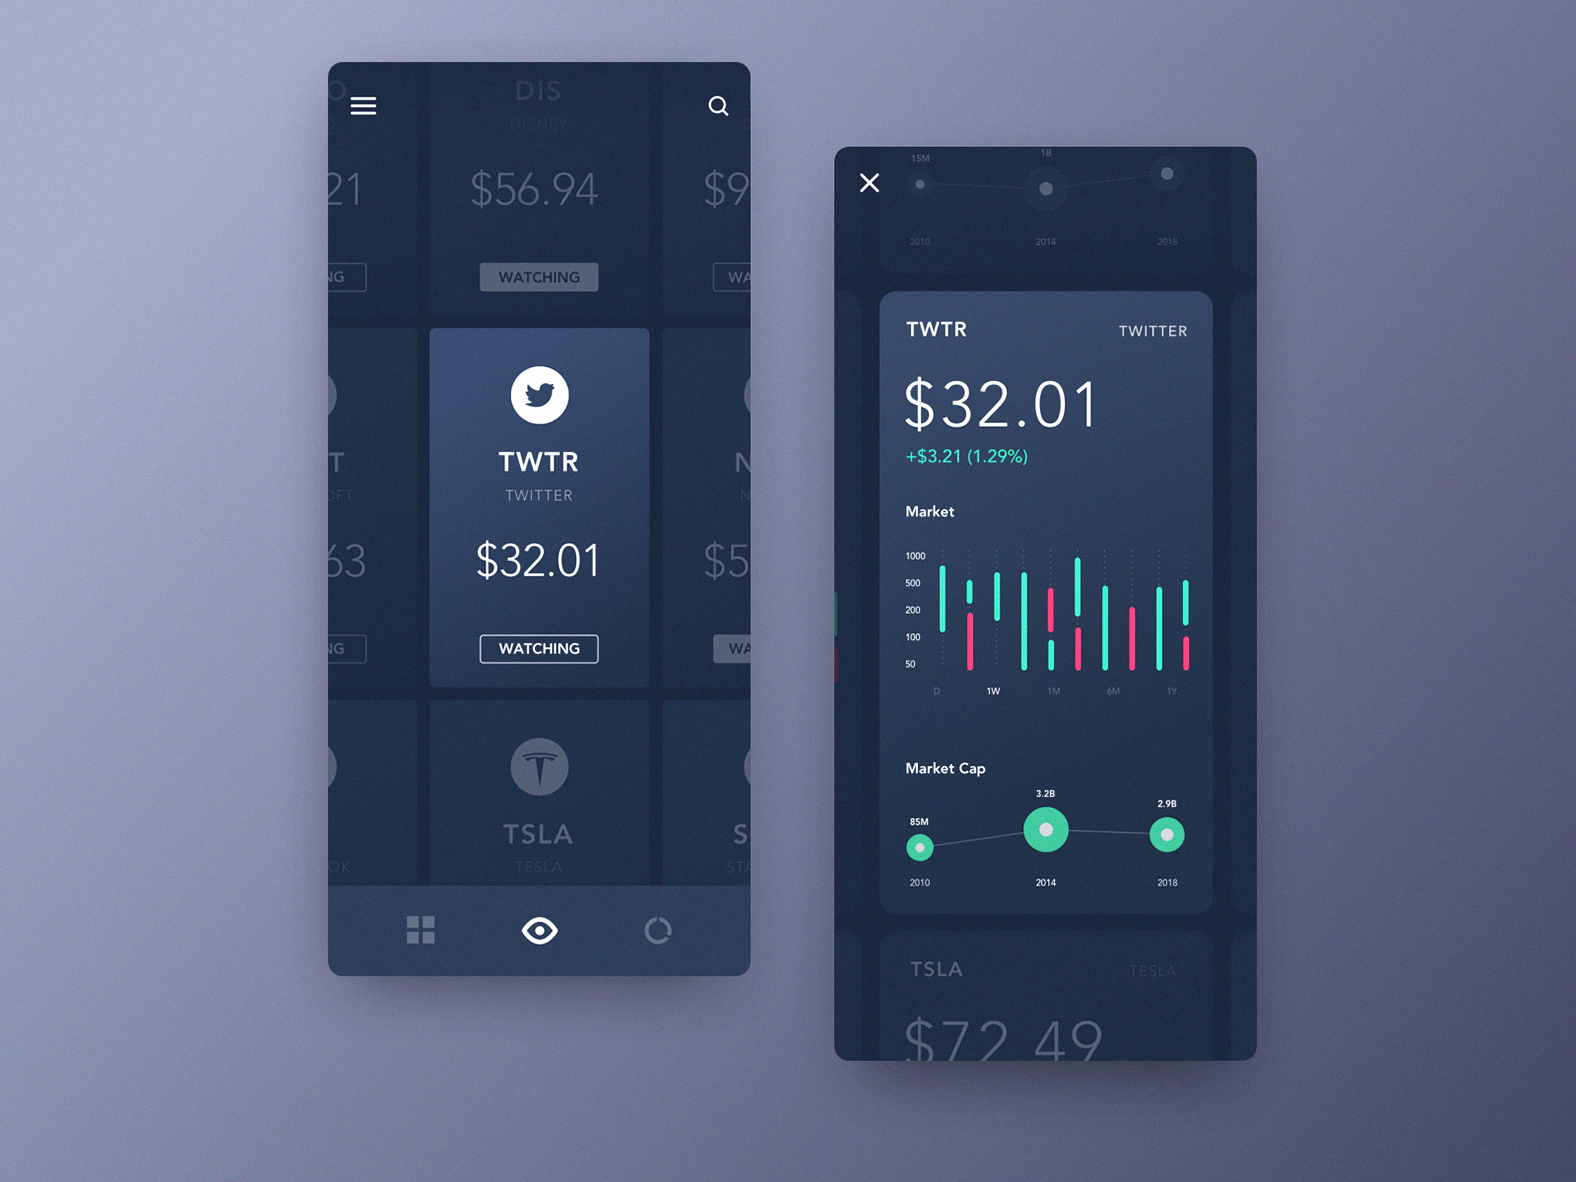 O
DIS
DISNEY
21
$56.94
$9
NG
WATCHING
WA
T
OFT
63
NG
TWTR
TWITTER
$32.01
WATCHING
N
N
$5
WA
OK
TSLA
TESLA
S
STA
15M
1B
2010
2014
2018
TWTR
TWITTER
$32.01
+$3.21 (1.29%)
Market
1000
500
200
100
50
D
1W
1M
6M
1Y
Market Cap
85M
3.2B
2.9B
2010
2014
2018
TSLA
TESLA
$72.49